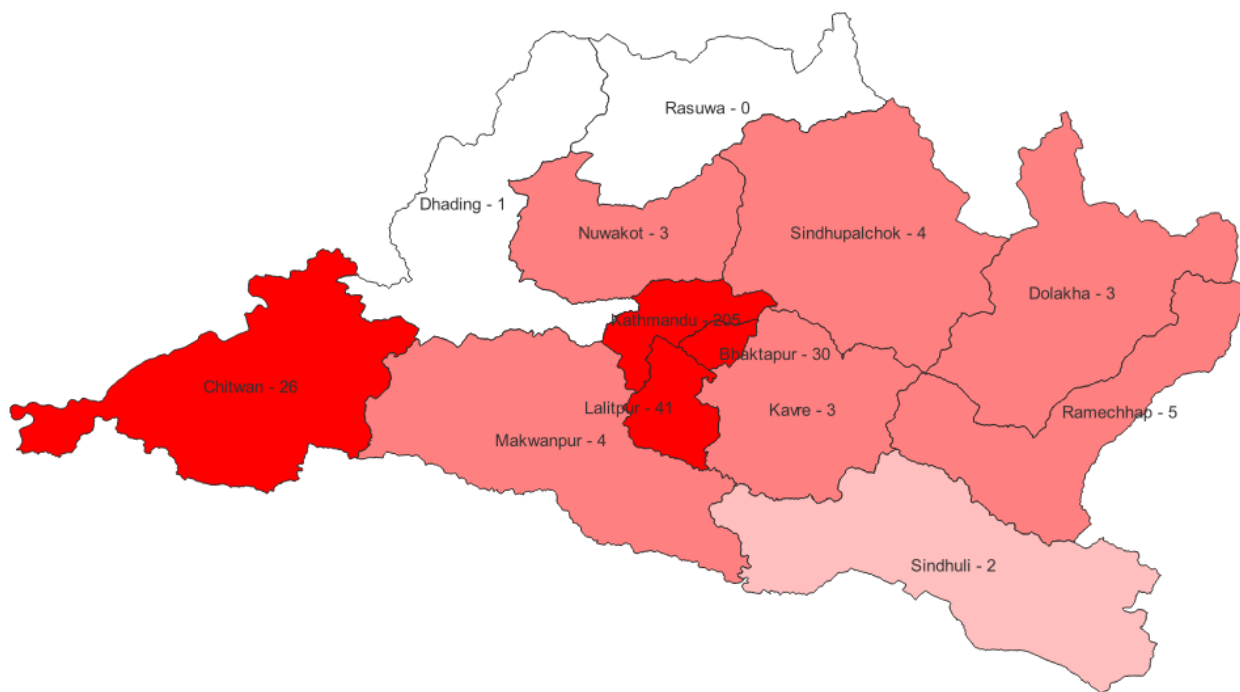 Rasuwa - 0
Dhading - 1
Nuwakot - 3
Sindhupalchok - 4
Dolakha - 3
Kathmandu - 205
Bhaktapur - 30
Chitwan - 26
Lalitpur - 41
Kavre - 3
Ramechhap - 5
Makwanpur - 4
Sindhuli - 2